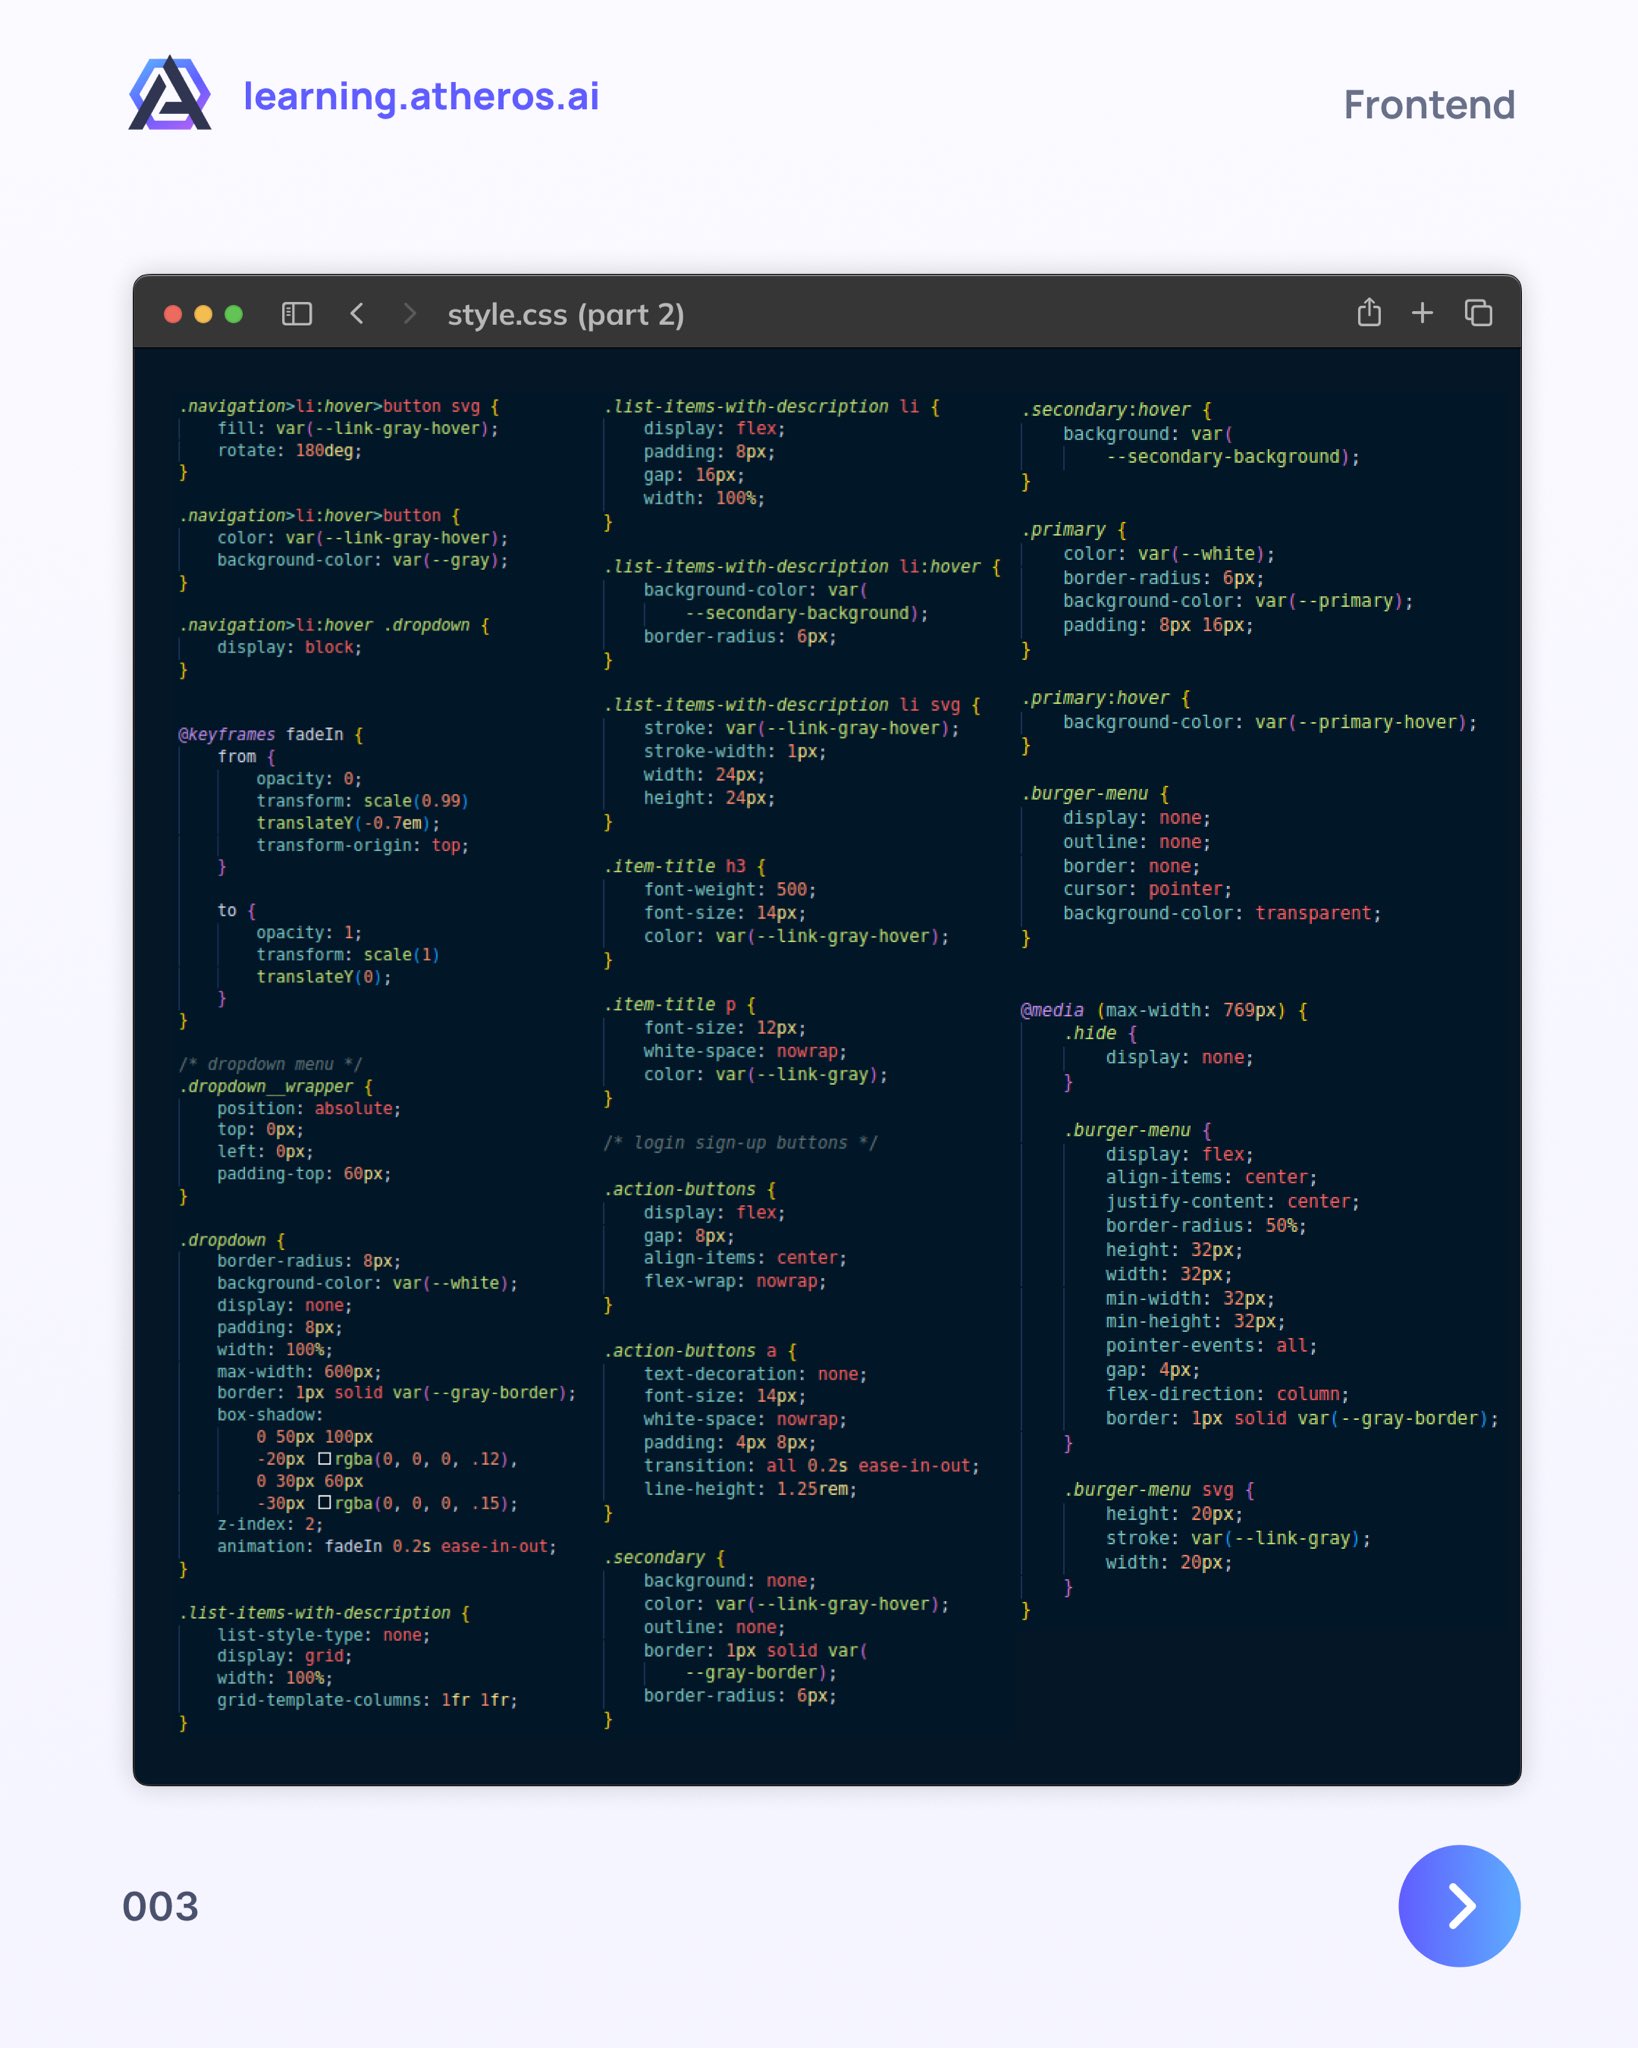 learning.atheros.ai
Frontend
style.css (part 2)
.navigation>li:hover>button svg {
    fill: var(--link-gray-hover);
    rotate: 180deg;
}

.navigation>li:hover>button {
    color: var(--link-gray-hover);
    background-color: var(--gray);
}

.navigation>li:hover .dropdown {
    display: block;
}

@keyframes fadeIn {
    from {
        opacity: 0;
        transform: scale(0.99)
        translateY(-0.7em);
        transform-origin: top;
    }

    to {
        opacity: 1;
        transform: scale(1)
        translateY(0);
    }
}

/* dropdown menu */
.dropdown__wrapper {
    position: absolute;
    top: 0px;
    left: 0px;
    padding-top: 60px;
}

.dropdown {
    border-radius: 8px;
    background-color: var(--white);
    display: none;
    padding: 8px;
    width: 100%;
    max-width: 600px;
    border: 1px solid var(--gray-border);
    box-shadow:
        0 50px 100px
        -20px rgba(0, 0, 0, .12),
        0 30px 60px
        -30px rgba(0, 0, 0, .15);
    z-index: 2;
    animation: fadeIn 0.2s ease-in-out;
}

.list-items-with-description {
    list-style-type: none;
    display: grid;
    width: 100%;
    grid-template-columns: 1fr 1fr;
}

.list-items-with-description li {
    display: flex;
    padding: 8px;
    gap: 16px;
    width: 100%;
}

.list-items-with-description li:hover {
    background-color: var(
        --secondary-background);
    border-radius: 6px;
}

.list-items-with-description li svg {
    stroke: var(--link-gray-hover);
    stroke-width: 1px;
    width: 24px;
    height: 24px;
}

.item-title h3 {
    font-weight: 500;
    font-size: 14px;
    color: var(--link-gray-hover);
}

.item-title p {
    font-size: 12px;
    white-space: nowrap;
    color: var(--link-gray);
}

/* login sign-up buttons */

.action-buttons {
    display: flex;
    gap: 8px;
    align-items: center;
    flex-wrap: nowrap;
}

.action-buttons a {
    text-decoration: none;
    font-size: 14px;
    white-space: nowrap;
    padding: 4px 8px;
    transition: all 0.2s ease-in-out;
    line-height: 1.25rem;
}

.secondary {
    background: none;
    color: var(--link-gray-hover);
    outline: none;
    border: 1px solid var(
        --gray-border);
    border-radius: 6px;
}

.secondary:hover {
    background: var(
        --secondary-background);
}

.primary {
    color: var(--white);
    border-radius: 6px;
    background-color: var(--primary);
    padding: 8px 16px;
}

.primary:hover {
    background-color: var(--primary-hover);
}

.burger-menu {
    display: none;
    outline: none;
    border: none;
    cursor: pointer;
    background-color: transparent;
}

@media (max-width: 769px) {
    .hide {
        display: none;
    }

    .burger-menu {
        display: flex;
        align-items: center;
        justify-content: center;
        border-radius: 50%;
        height: 32px;
        width: 32px;
        min-width: 32px;
        min-height: 32px;
        pointer-events: all;
        gap: 4px;
        flex-direction: column;
        border: 1px solid var(--gray-border);
    }

    .burger-menu svg {
        height: 20px;
        stroke: var(--link-gray);
        width: 20px;
    }
}
003